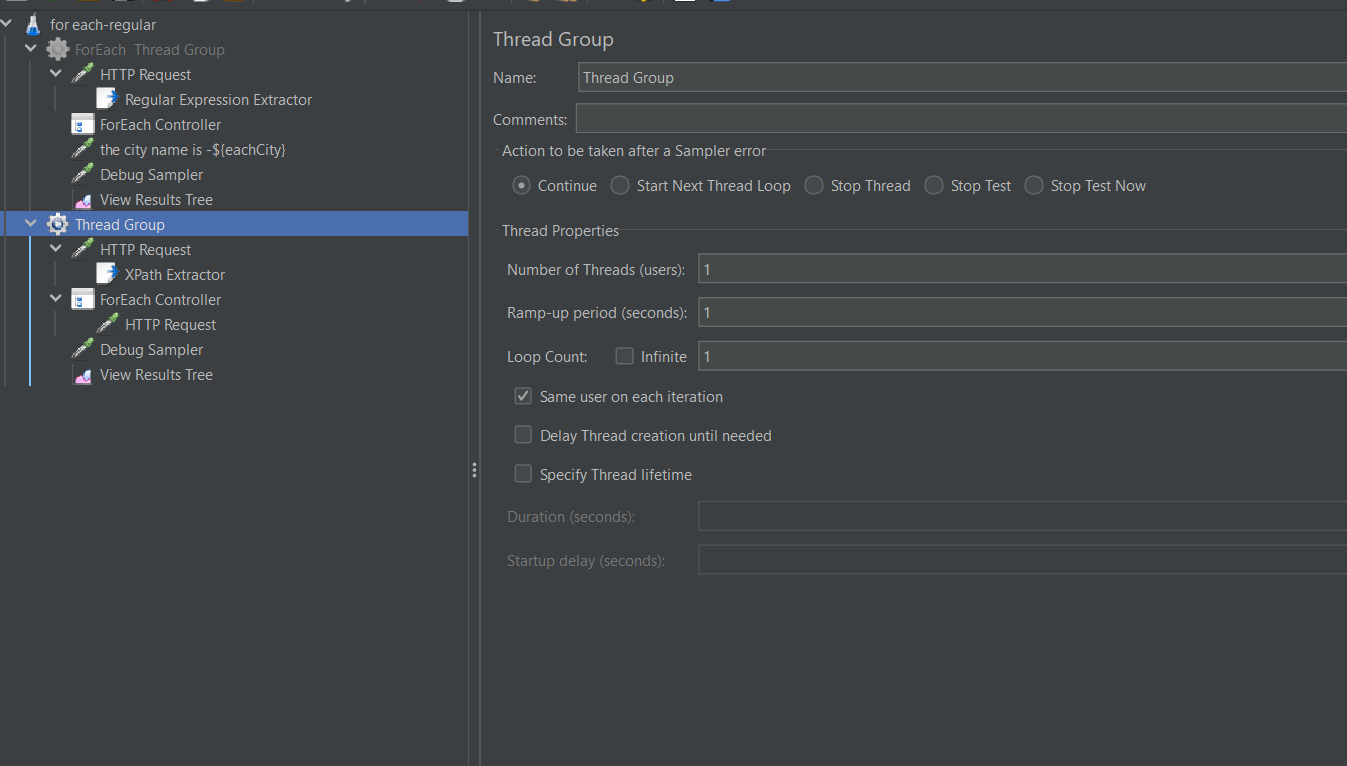 for each-regular
ForEach  Thread Group
HTTP Request
Regular Expression Extractor
ForEach Controller
the city name is -${eachCity}
Debug Sampler
View Results Tree
Thread Group
HTTP Request
XPath Extractor
ForEach Controller
HTTP Request
Debug Sampler
View Results Tree
Thread Group
Name: Thread Group
Comments:
Action to be taken after a Sampler error
Continue Start Next Thread Loop Stop Thread Stop Test Stop Test Now
Thread Properties
Number of Threads (users): 1
Ramp-up period (seconds): 1
Loop Count: Infinite 1
Same user on each iteration
Delay Thread creation until needed
Specify Thread lifetime
Duration (seconds):
Startup delay (seconds):